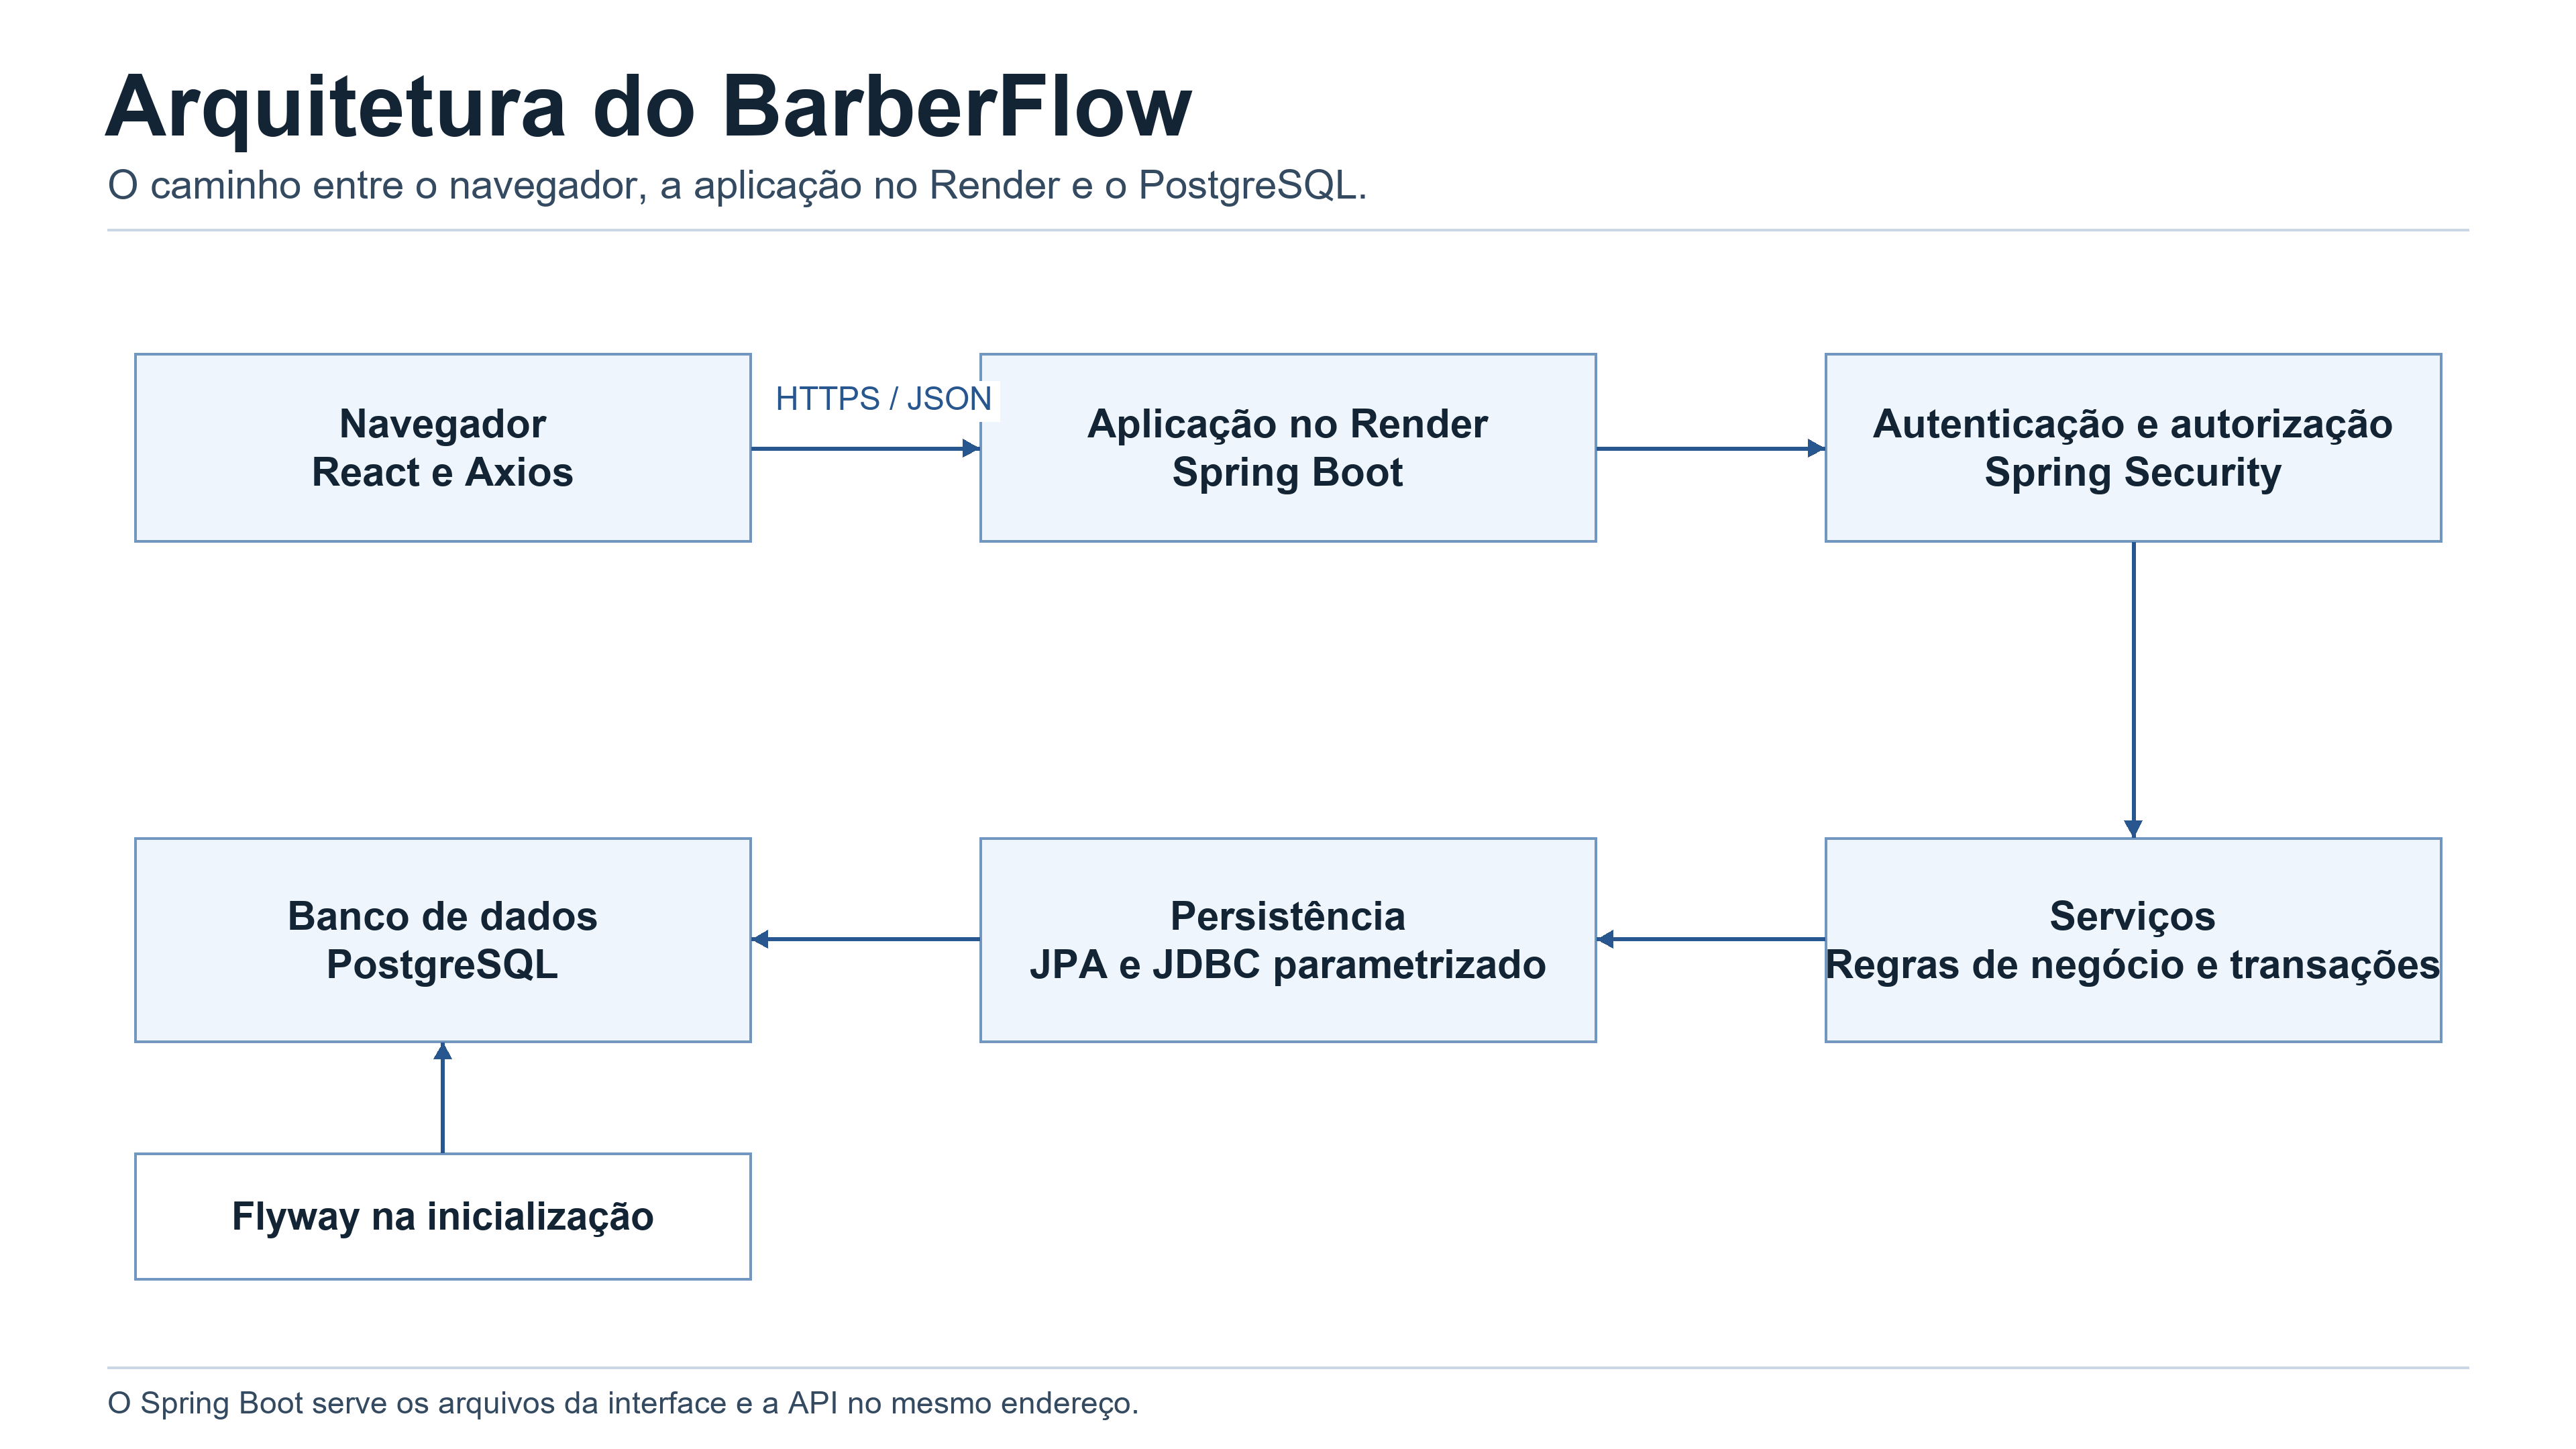 Arquitetura do BarberFlow
O caminho entre o navegador, a aplicação no Render e o PostgreSQL.
Navegador
React e Axios
HTTPS / JSON
Aplicação no Render
Spring Boot
Autenticação e autorização
Spring Security
Banco de dados
PostgreSQL
Persistência
JPA e JDBC parametrizado
Serviços
Regras de negócio e transações
Flyway na inicialização
O Spring Boot serve os arquivos da interface e a API no mesmo endereço.